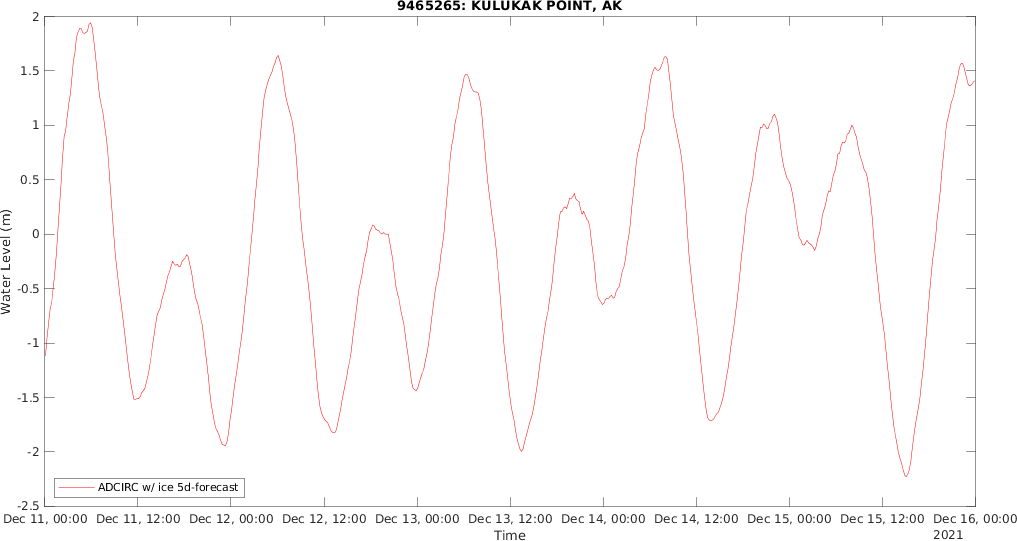 9465265: KULUKAK POINT, AK
2
1.5
1
0.5
0
-0.5
-1
-1.5
-2
-2.5
Water Level (m)
ADCIRC w/ ice 5d-forecast
Dec 11, 00:00 Dec 11, 12:00 Dec 12, 00:00 Dec 12, 12:00 Dec 13, 00:00 Dec 13, 12:00 Dec 14, 00:00 Dec 14, 12:00 Dec 15, 00:00 Dec 15, 12:00 Dec 16, 00:00
Time
2021